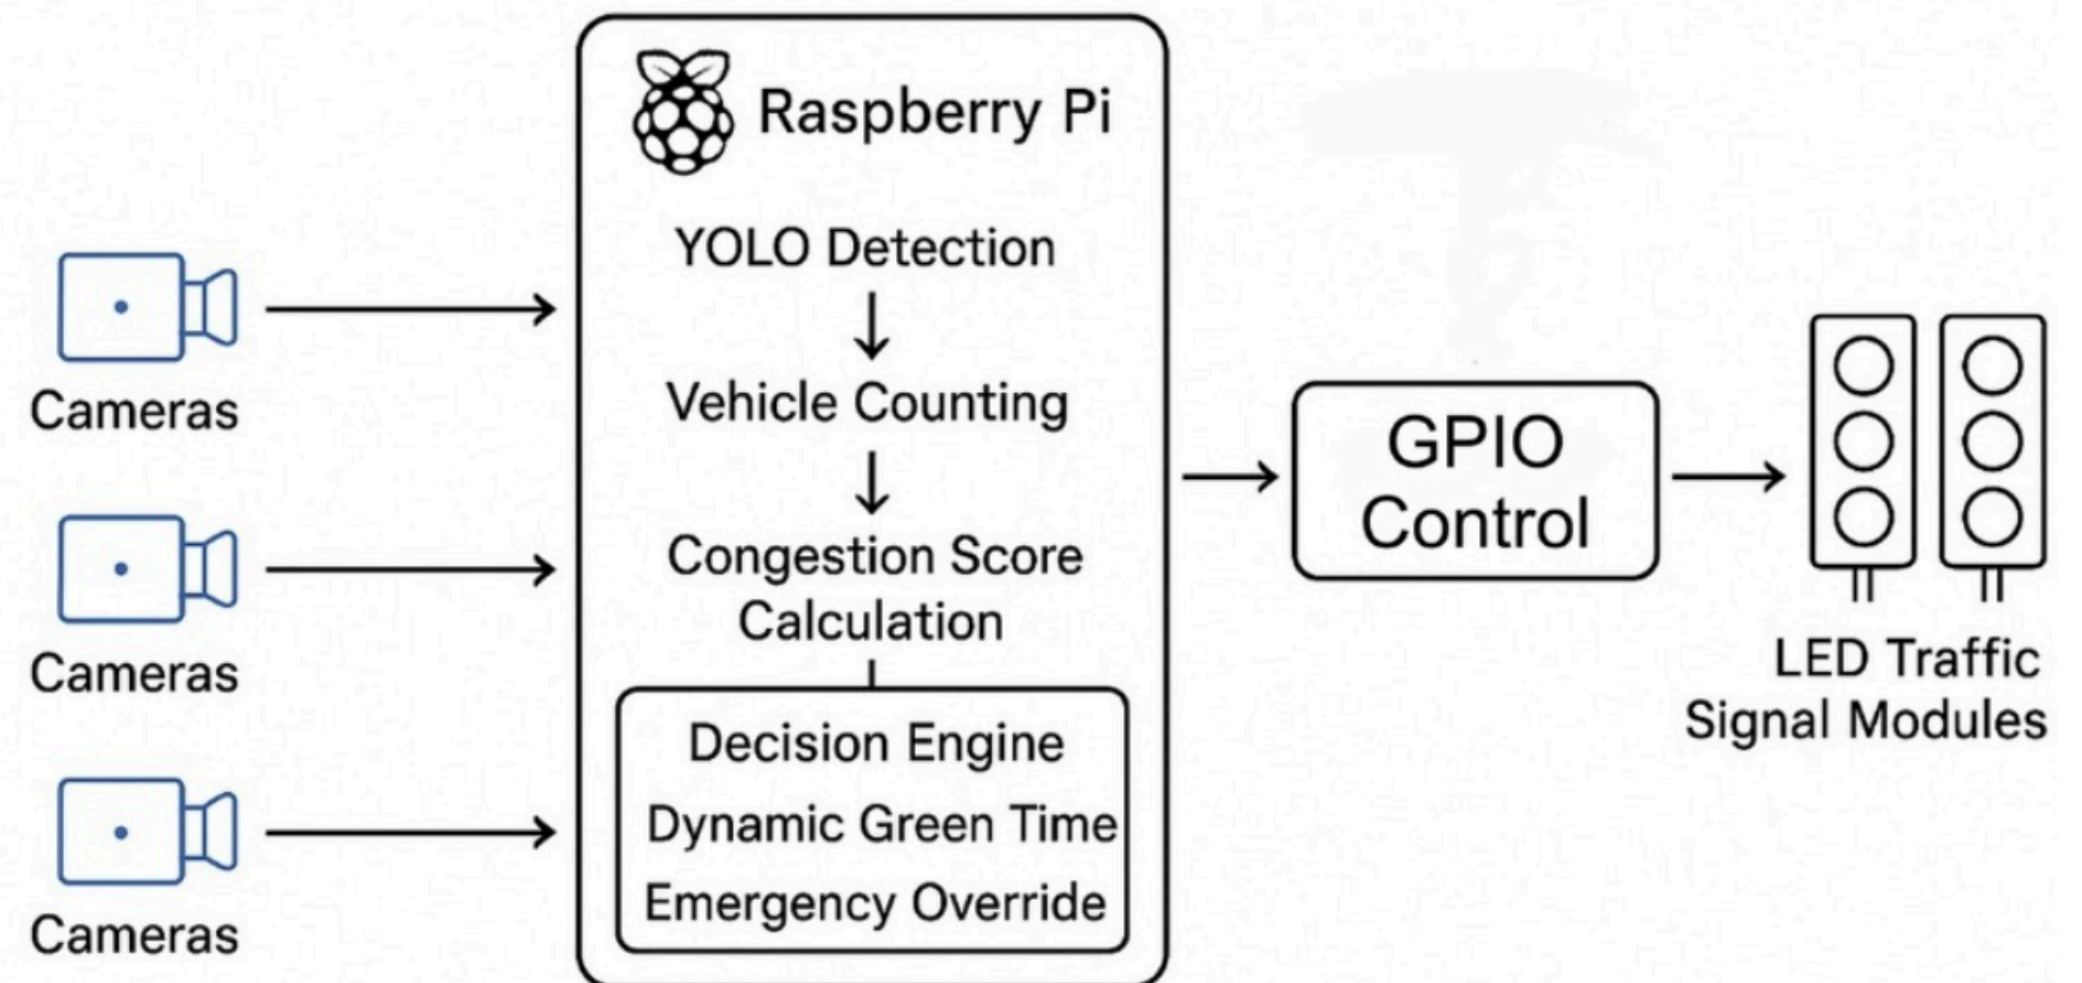 Raspberry Pi
YOLO Detection
Vehicle Counting
Congestion Score
Calculation
Decision Engine
Dynamic Green Time
Emergency Override
Cameras
Cameras
Cameras
GPIO
Control
LED Traffic
Signal Modules